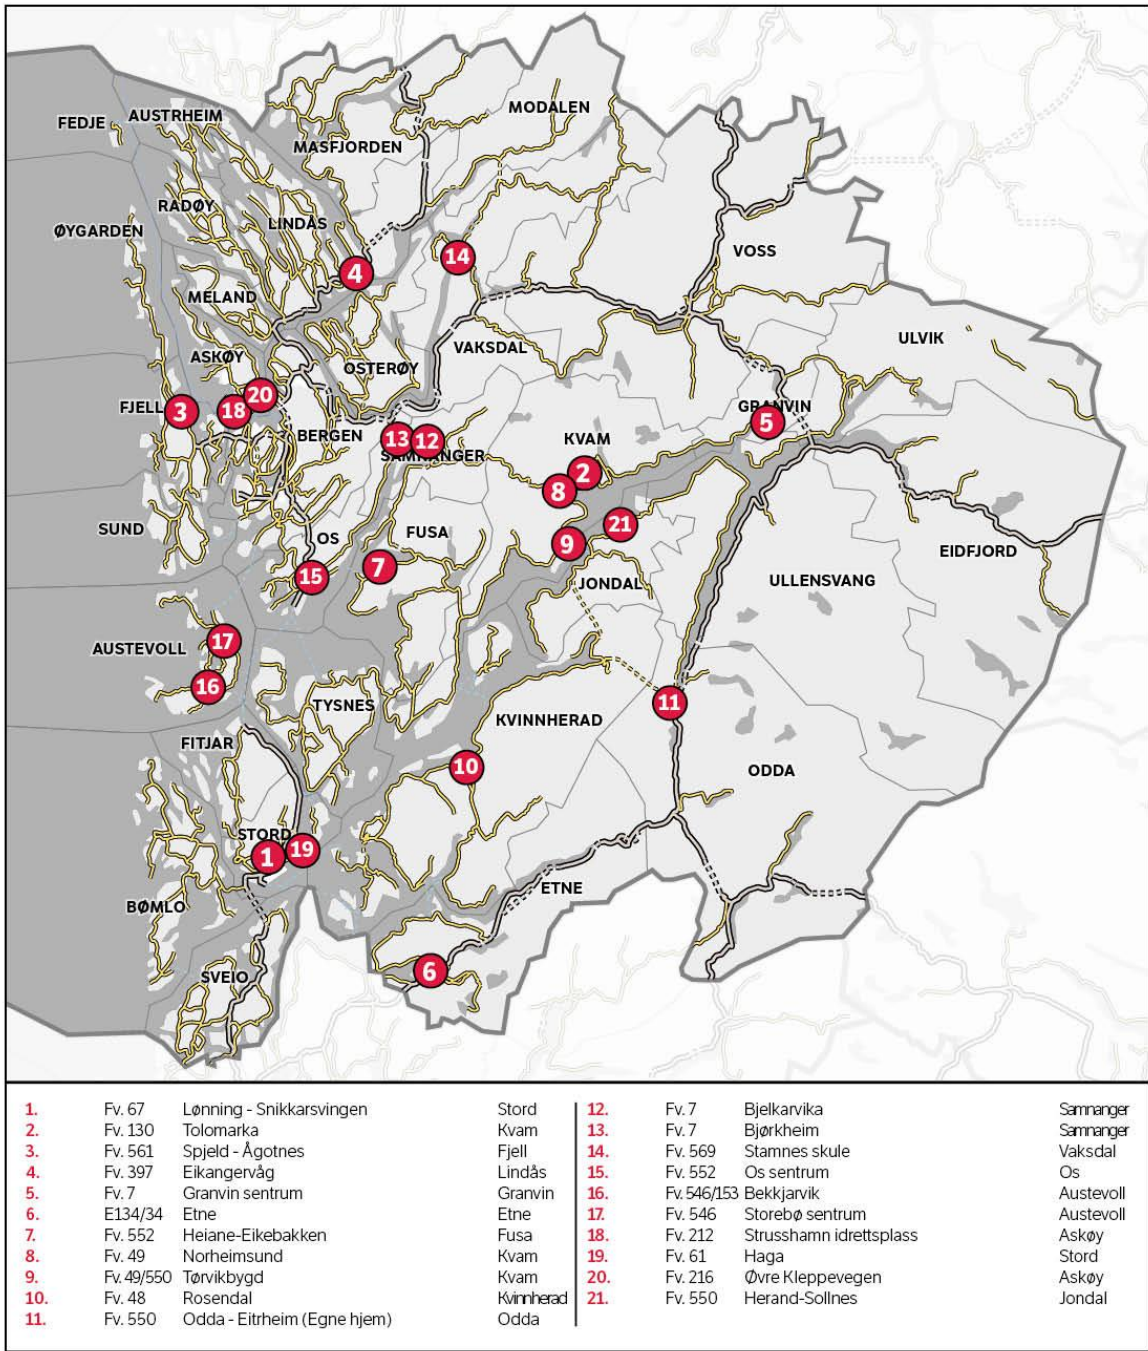 MODALEN
AUSTRHEIM
FEDJE
MASFJORDEN
RADØY
LINDÅS
ØYGARDEN
VOSS
14
4
MELAND
ULVIK
VAKSDAL
ASKØY
OSTERØY
20
FJELL
3
18
GRANVIN
5
BERGEN
13
12
KVAM
SAMNANGER
2
8
SUND
OS
FUSA
21
9
EIDFJORD
7
15
JONDAL
ULLENSVANG
17
AUSTEVOLL
16
11
TYSNES
KVINNHERAD
FITJAR
10
ODDA
STORD
1
19
ETNE
BØMLO
6
SVEIO
1. Fv. 67 Lønning - Snikkarsvingen Stord
2. Fv. 130 Tolomarka Kvam
3. Fv. 561 Spjeld - Ågotnes Fjell
4. Fv. 397 Eikangervåg Lindås
5. Fv. 7 Granvin sentrum Granvin
6. E134/34 Etne Etne
7. Fv. 552 Heiane-Eikebakken Fusa
8. Fv. 49 Norheimsund Kvam
9. Fv. 49/550 Tørvikbygd Kvam
10. Fv. 48 Rosendal Kvinnherad
11. Fv. 550 Odda - Eitrheim (Egne hjem) Odda
12. Fv. 7 Bjelkarvika Samnanger
13. Fv. 7 Bjørkheim Samnanger
14. Fv. 569 Stamnes skule Vaksdal
15. Fv. 552 Os sentrum Os
16. Fv. 546/153 Bekkjarvik Austevoll
17. Fv. 546 Storebø sentrum Austevoll
18. Fv. 212 Strusshamn idrettsplass Askøy
19. Fv. 61 Haga Stord
20. Fv. 216 Øvre Kleppevegen Askøy
21. Fv. 550 Herand-Sollnes Jondal